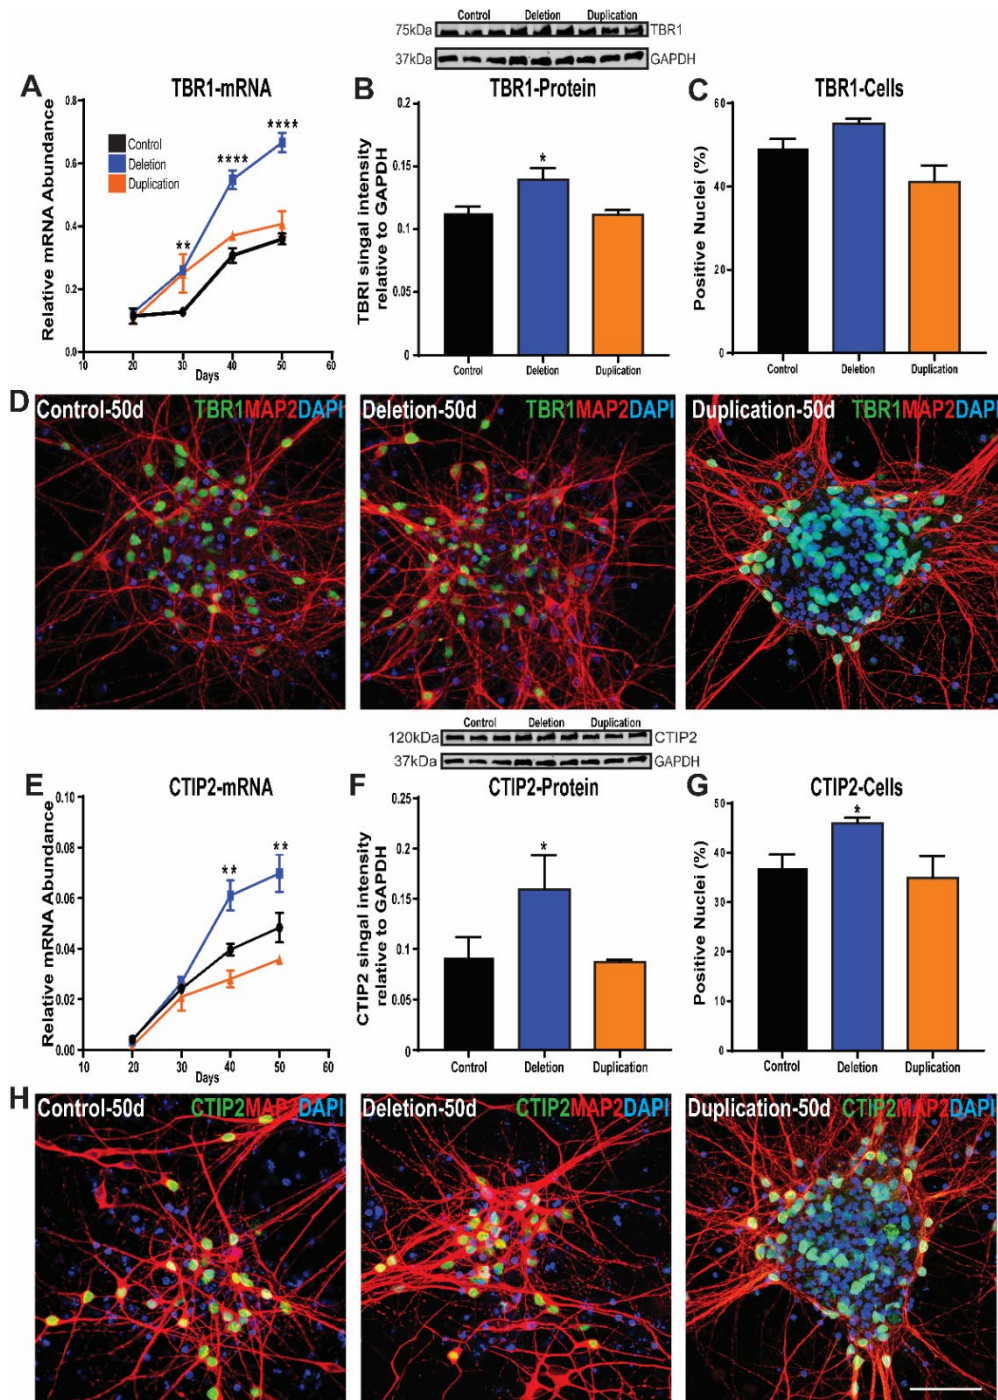 Control Deletion Duplication
75kDa TBR1
37kDa GAPDH
A TBR1-mRNA
Relative mRNA Abundance
0.8
0.6
0.4
0.2
0.0
10 20 30 40 50 60
Days
Control
Deletion
Duplication
**
****
****
B TBR1-Protein
TBRI singal intensity
relative to GAPDH
0.2
0.15
0.1
0.05
0
*
Control Deletion Duplication
C TBR1-Cells
Positive Nuclei (%)
60
40
20
0
Control Deletion Duplication
D Control-50d TBR1MAP2DAPI
Deletion-50d TBR1MAP2DAPI
Duplication-50d TBR1MAP2DAPI
Control Deletion Duplication
120kDa CTIP2
37kDa GAPDH
E CTIP2-mRNA
Relative mRNA Abundance
0.10
0.08
0.06
0.04
0.02
0.00
10 20 30 40 50 60
Days
**
**
F CTIP2-Protein
CTIP2 singal intensity
relative to GAPDH
0.25
0.2
0.15
0.1
0.05
0
*
Control Deletion Duplication
G CTIP2-Cells
Positive Nuclei (%)
50
40
30
20
10
0
*
Control Deletion Duplication
H Control-50d CTIP2MAP2DAPI
Deletion-50d CTIP2MAP2DAPI
Duplication-50d CTIP2MAP2DAPI